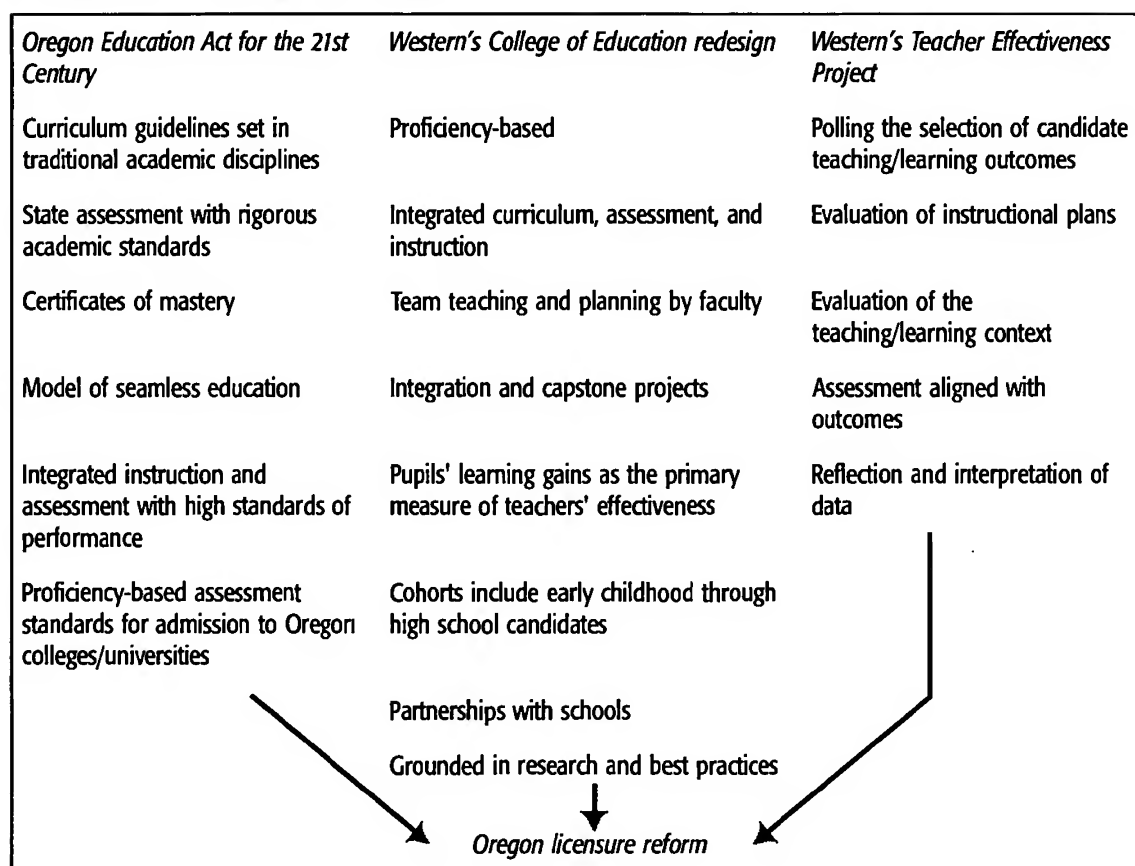 Oregon Education Act for the 21st
Century
Curriculum guidelines set in
traditional academic disciplines
State assessment with rigorous
academic standards
Certificates of mastery
Model of seamless education
Integrated instruction and
assessment with high standards of
performance
Proficiency-based assessment
standards for admission to Oregon
colleges/universities
Western's College of Education redesign
Proficiency-based
Integrated curriculum, assessment, and
instruction
Team teaching and planning by faculty
Integration and capstone projects
Pupils' learning gains as the primary
measure of teachers' effectiveness
Cohorts include early childhood through
high school candidates
Partnerships with schools
Grounded in research and best practices
Western's Teacher Effectiveness
Project
Polling the selection of candidate
teaching/learning outcomes
Evaluation of instructional plans
Evaluation of the
teaching/learning context
Assessment aligned with
outcomes
Reflection and interpretation of
data
Oregon licensure reform